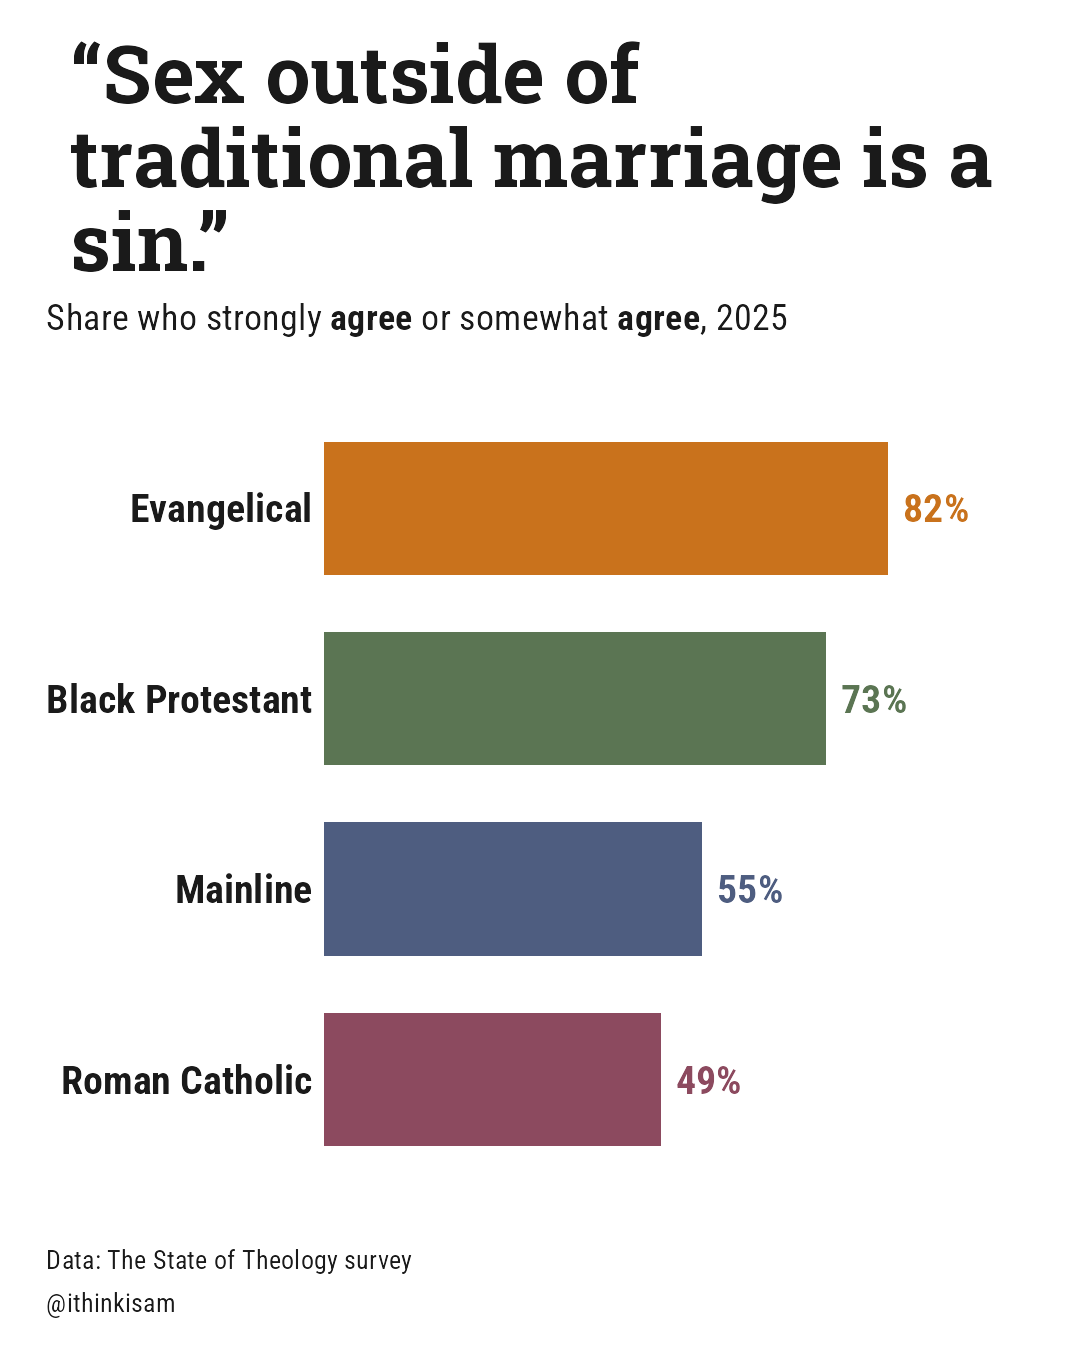 “Sex outside of
traditional marriage is a
sin.”
Share who strongly agree or somewhat agree, 2025
Evangelical 82%
Black Protestant 73%
Mainline 55%
Roman Catholic 49%
Data: The State of Theology survey
@ithinkisam